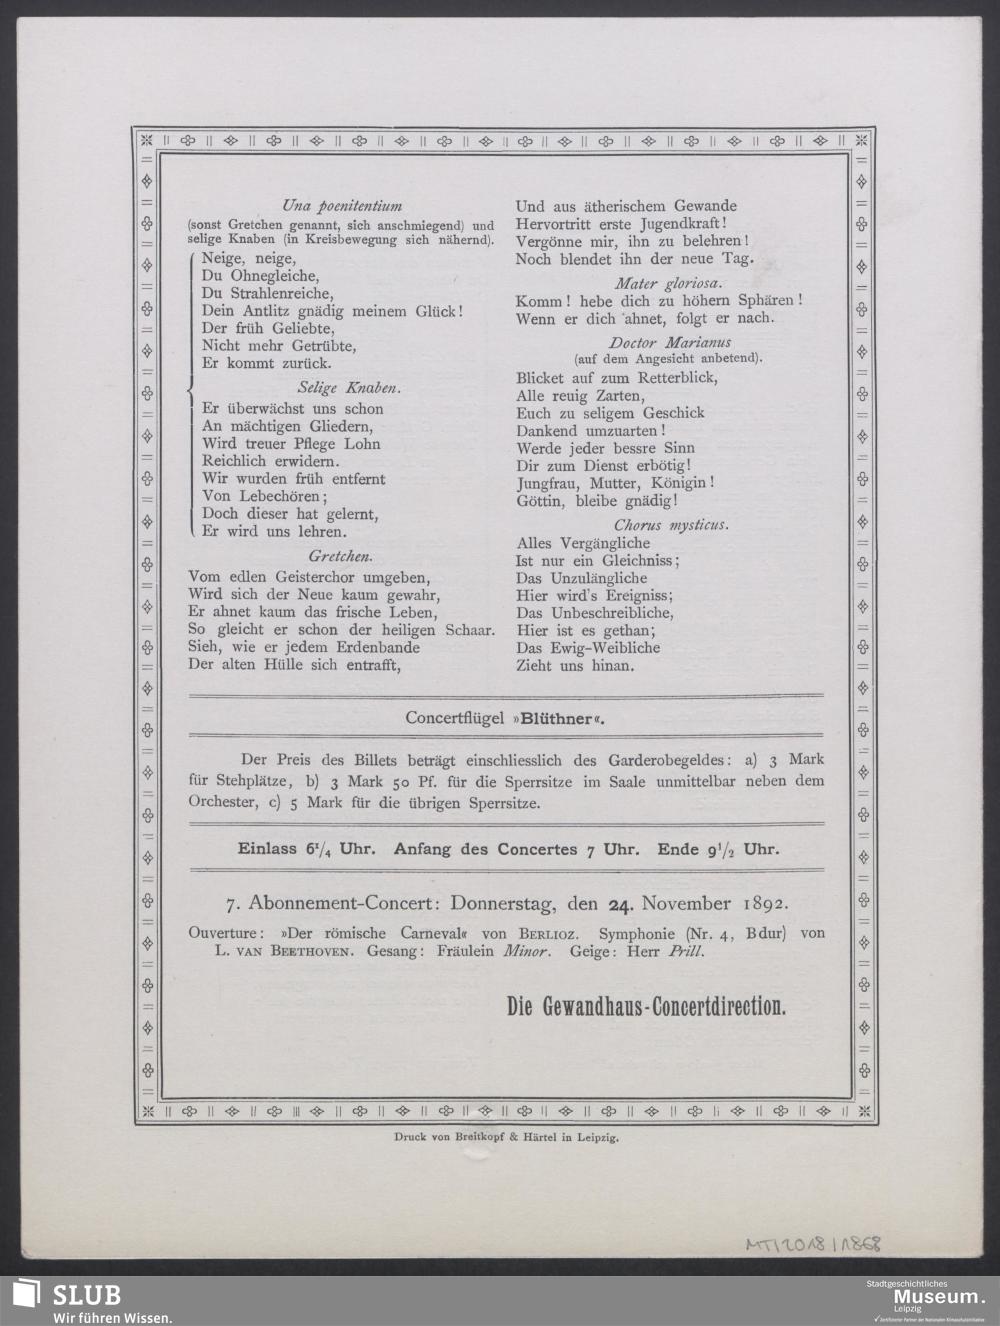 Una poenitentium
(sonst Gretchen genannt, sich anschmiegend) und
selige Knaben (in Kreisbewegung sich nähernd).
Neige, neige,
Du Ohnegleiche,
Du Strahlenreiche,
Dein Antlitz gnädig meinem Glück!
Der früh Geliebte,
Nicht mehr Getrübte,
Er kommt zurück.
Selige Knaben.
Er überwächst uns schon
An mächtigen Gliedern,
Wird treuer Pflege Lohn
Reichlich erwidern.
Wir wurden früh entfernt
Von Lebechören;
Doch dieser hat gelernt,
Er wird uns lehren.
Gretchen.
Vom edlen Geisterchor umgeben,
Wird sich der Neue kaum gewahr,
Er ahnet kaum das frische Leben,
So gleicht er schon der heiligen Schaar.
Sieh, wie er jedem Erdenbande
Der alten Hülle sich entrafft,
Und aus ätherischem Gewande
Hervortritt erste Jugendkraft!
Vergönne mir, ihn zu belehren!
Noch blendet ihn der neue Tag.
Mater gloriosa.
Komm! hebe dich zu höhern Sphären!
Wenn er dich ahnet, folgt er nach.
Doctor Marianus
(auf dem Angesicht anbetend).
Blicket auf zum Retterblick,
Alle reuig Zarten,
Euch zu seligem Geschick
Dankend umzuarten!
Werde jeder bessre Sinn
Dir zum Dienst erbötig!
Jungfrau, Mutter, Königin!
Göttin, bleibe gnädig!
Chorus mysticus.
Alles Vergängliche
Ist nur ein Gleichniss;
Das Unzulängliche
Hier wird's Ereigniss;
Das Unbeschreibliche,
Hier ist es gethan;
Das Ewig-Weibliche
Zieht uns hinan.
Concertflügel »Blüthner«.
Der Preis des Billets beträgt einschliesslich des Garderobegeldes: a) 3 Mark
für Stehplätze, b) 3 Mark 50 Pf. für die Sperrsitze im Saale unmittelbar neben dem
Orchester, c) 5 Mark für die übrigen Sperrsitze.
Einlass 6¹/₄ Uhr. Anfang des Concertes 7 Uhr. Ende 9¹/₂ Uhr.
7. Abonnement-Concert: Donnerstag, den 24. November 1892.
Ouverture: »Der römische Carneval« von BERLIOZ. Symphonie (Nr. 4, Bdur) von
L. VAN BEETHOVEN. Gesang: Fräulein Minor. Geige: Herr Prill.
Die Gewandhaus-Concertdirection.
Druck von Breitkopf & Härtel in Leipzig.
MT/2018/1868
SLUB
Wir führen Wissen.
Stadtgeschichtliches
Museum.
Leipzig
Zertifizierter Partner der Nationalen Klimaschutzinitiative